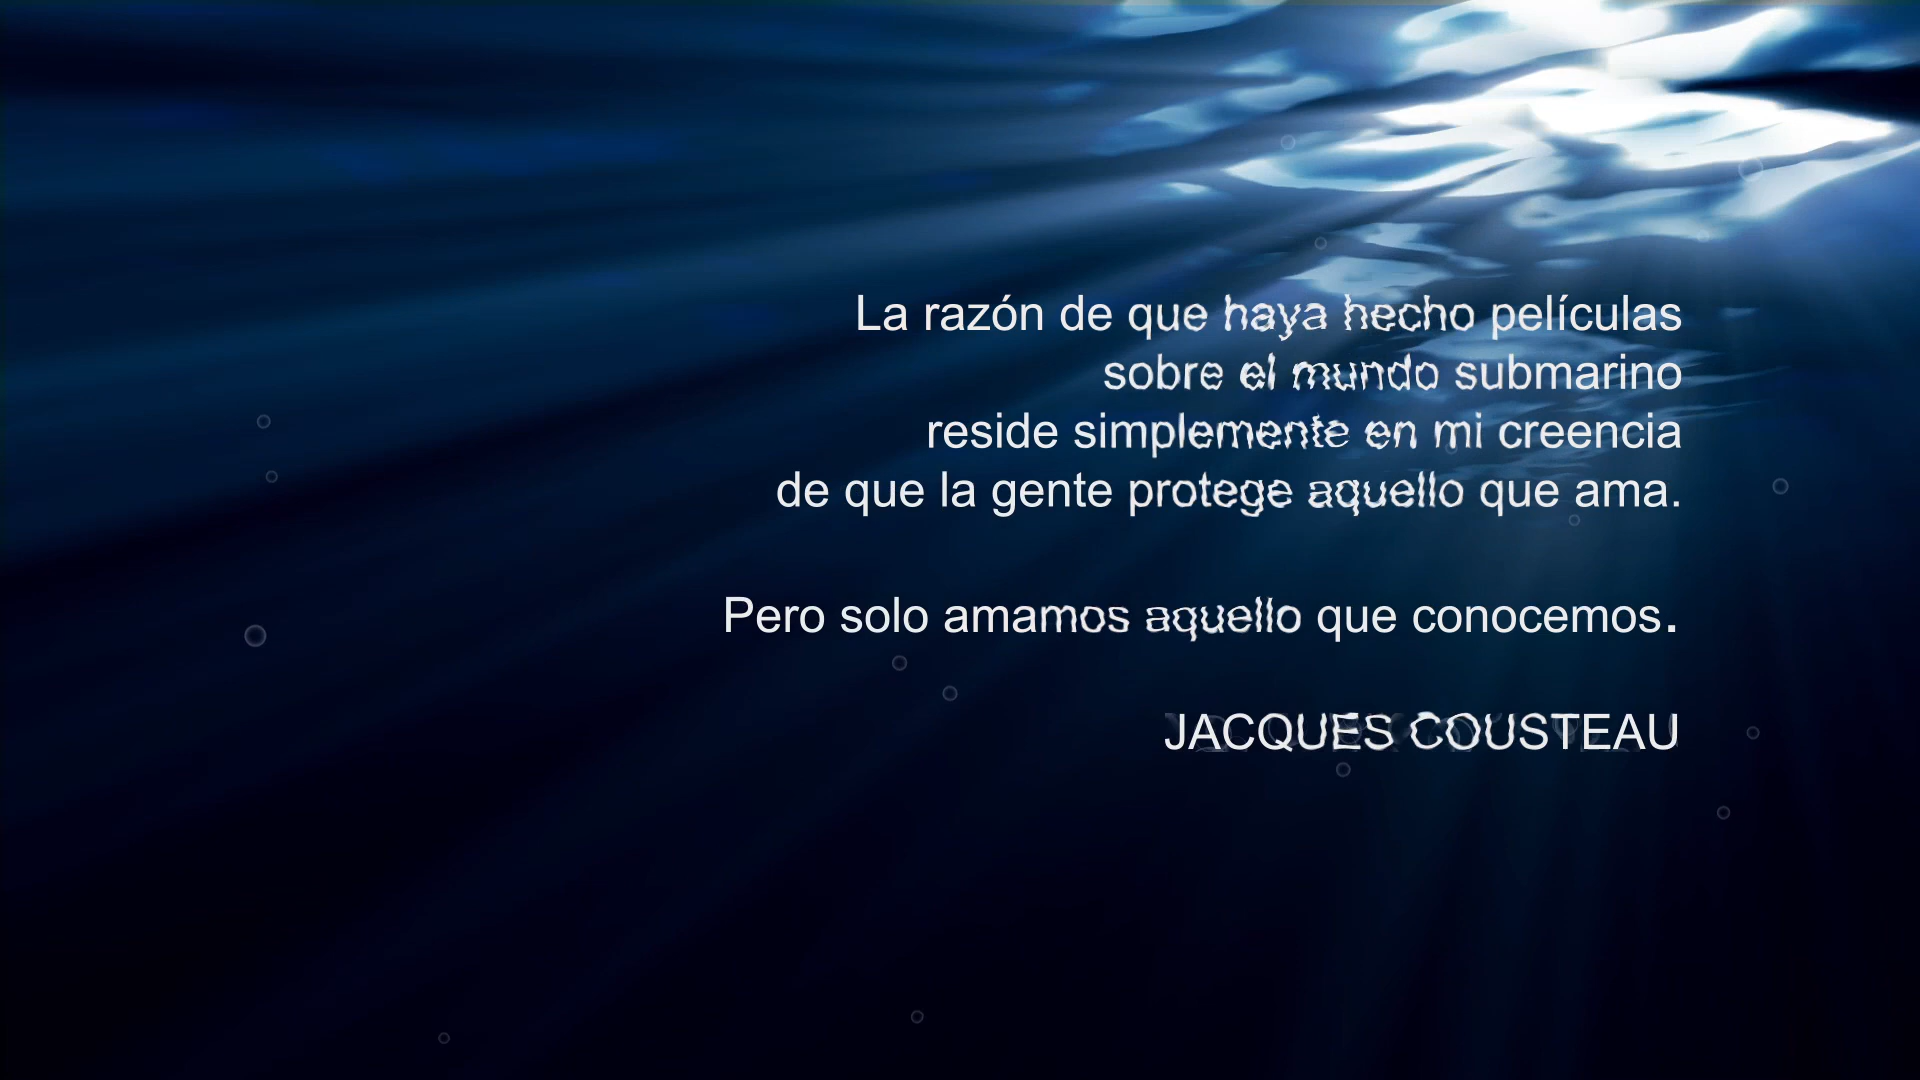 La razón de que haya hecho películas
sobre el mundo submarino
reside simplemente en mi creencia
de que la gente protege aquello que ama.
Pero solo amamos aquello que conocemos.
JACQUES COUSTEAU